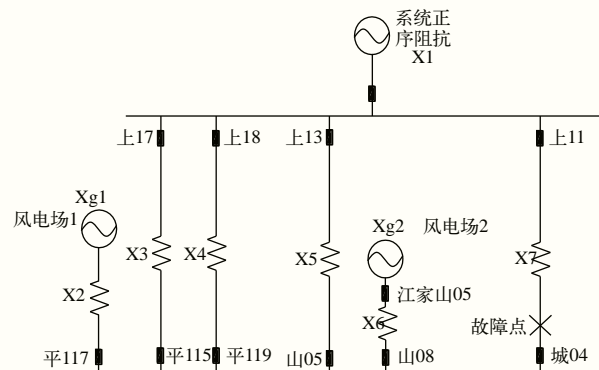 系统正
序阻抗
X1
上17
上18
上13
上11
Xg1
风电场1
Xg2
风电场2
X3
X4
X5
X7
X2
江家山05
X6
故障点
平117
平115
平119
山05
山08
城04